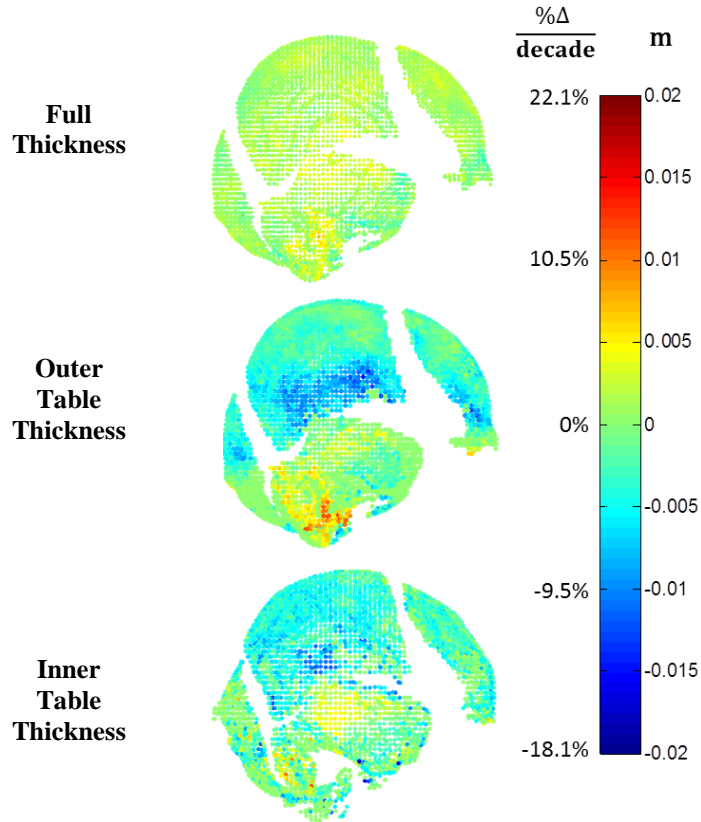 %Δ
decade
m
Full
Thickness
22.1%
0.02
0.015
10.5%
0.01
0.005
Outer
Table
Thickness
0%
0
-0.005
-9.5%
-0.01
Inner
Table
Thickness
-0.015
-18.1%
-0.02